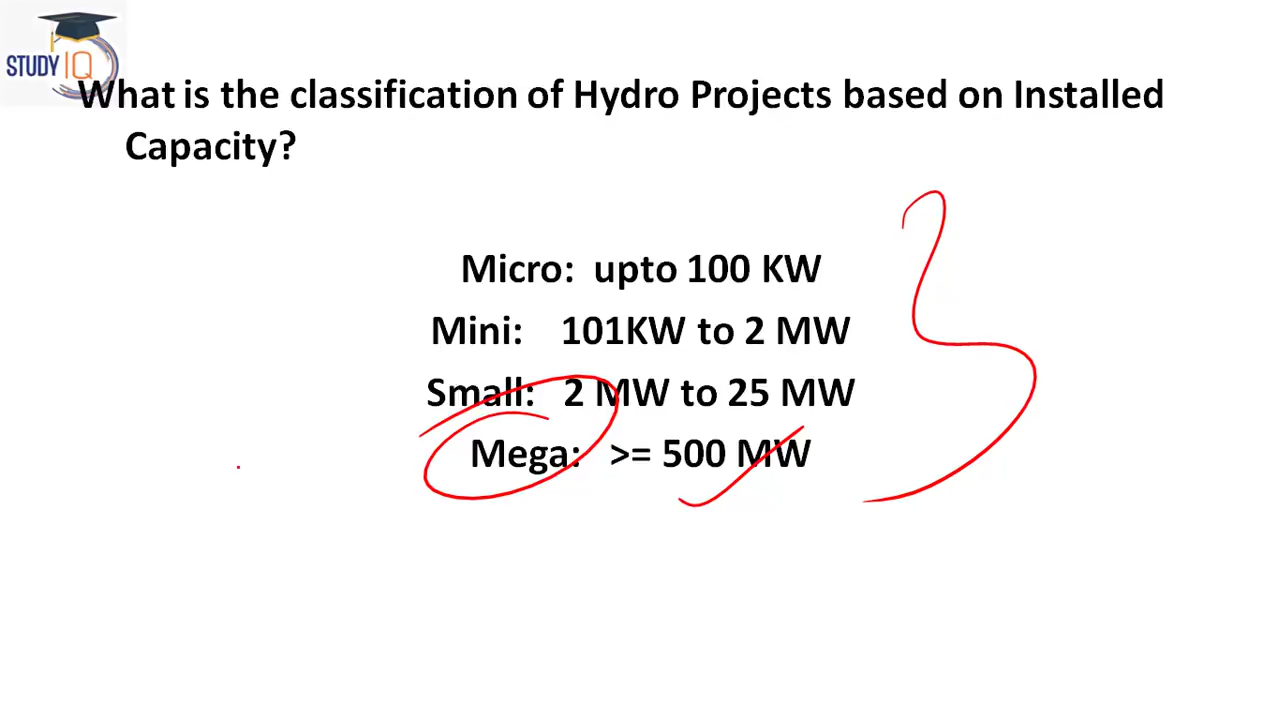 STUDY IQ
What is the classification of Hydro Projects based on Installed
Capacity?
Micro: upto 100 KW
Mini: 101KW to 2 MW
Small: 2 MW to 25 MW
Mega: >= 500 MW